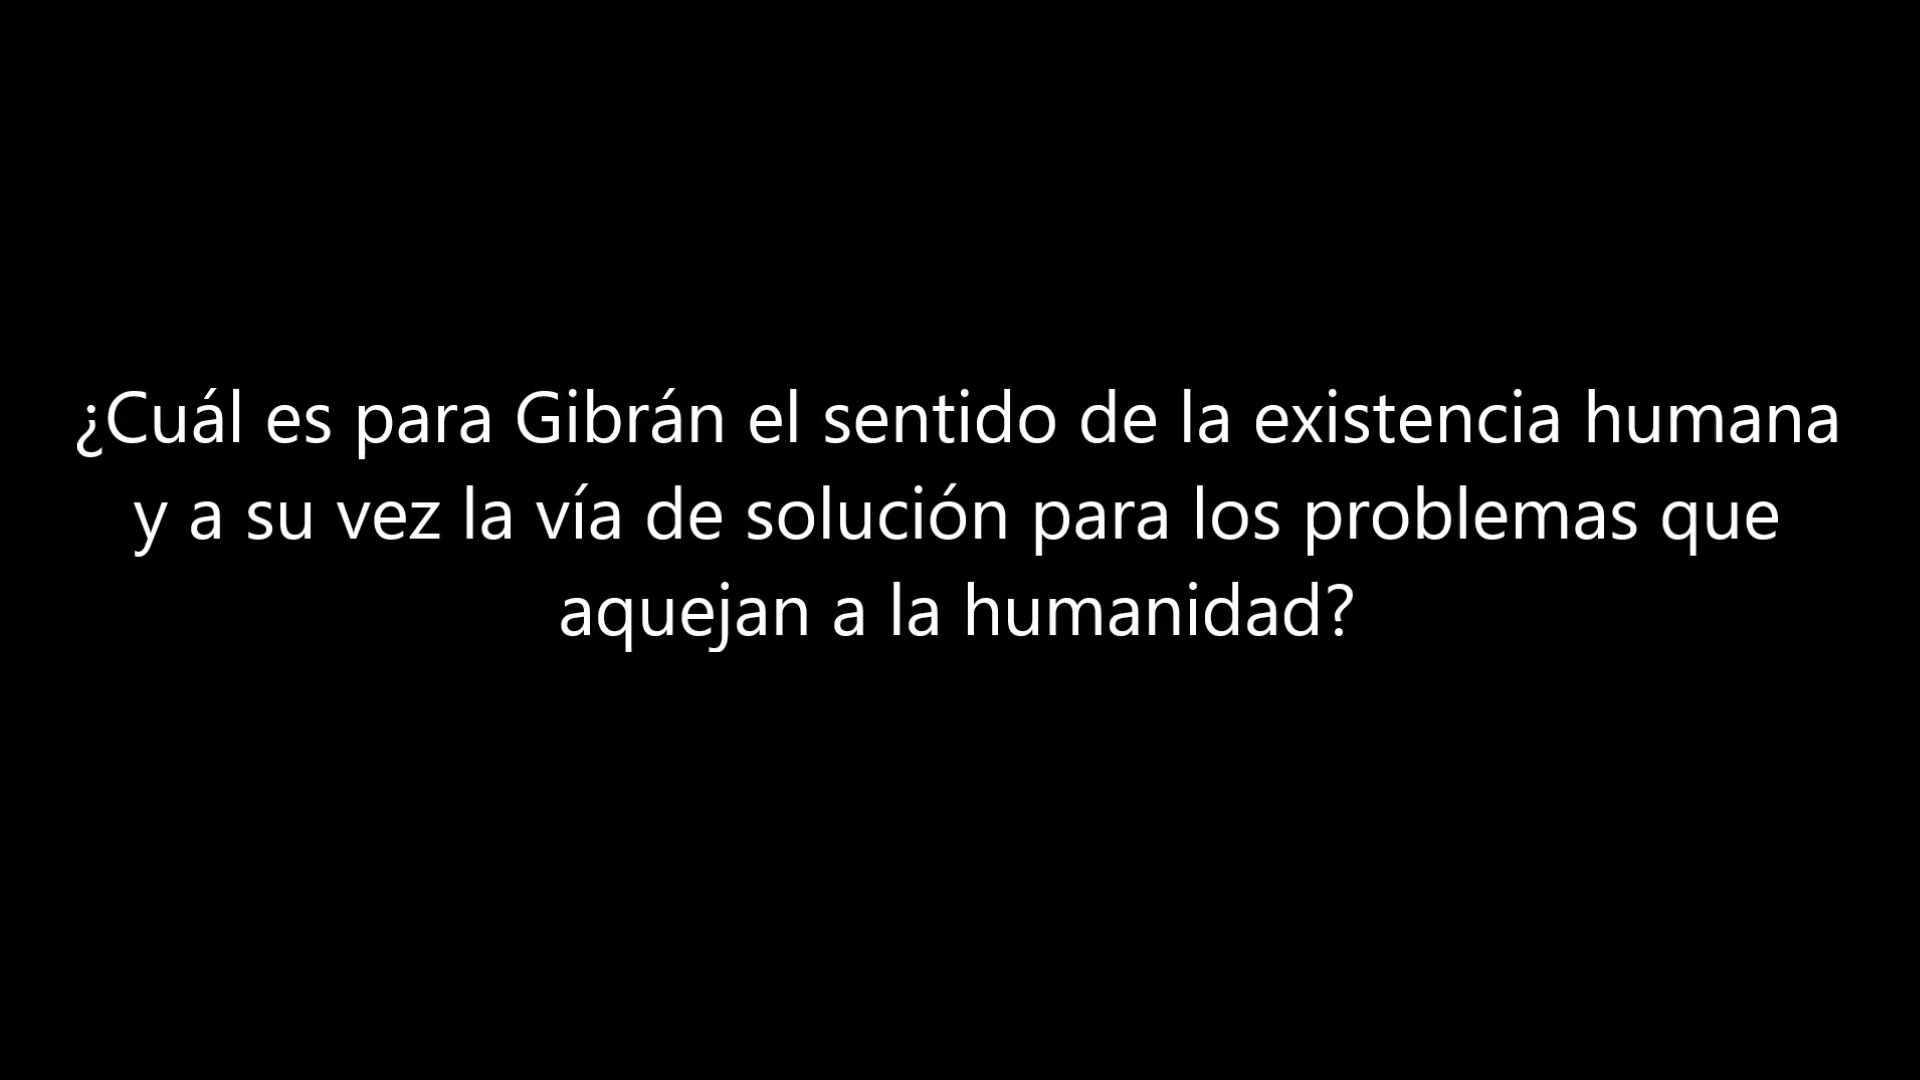 ¿Cuál es para Gibrán el sentido de la existencia humana
y a su vez la vía de solución para los problemas que
aquejan a la humanidad?